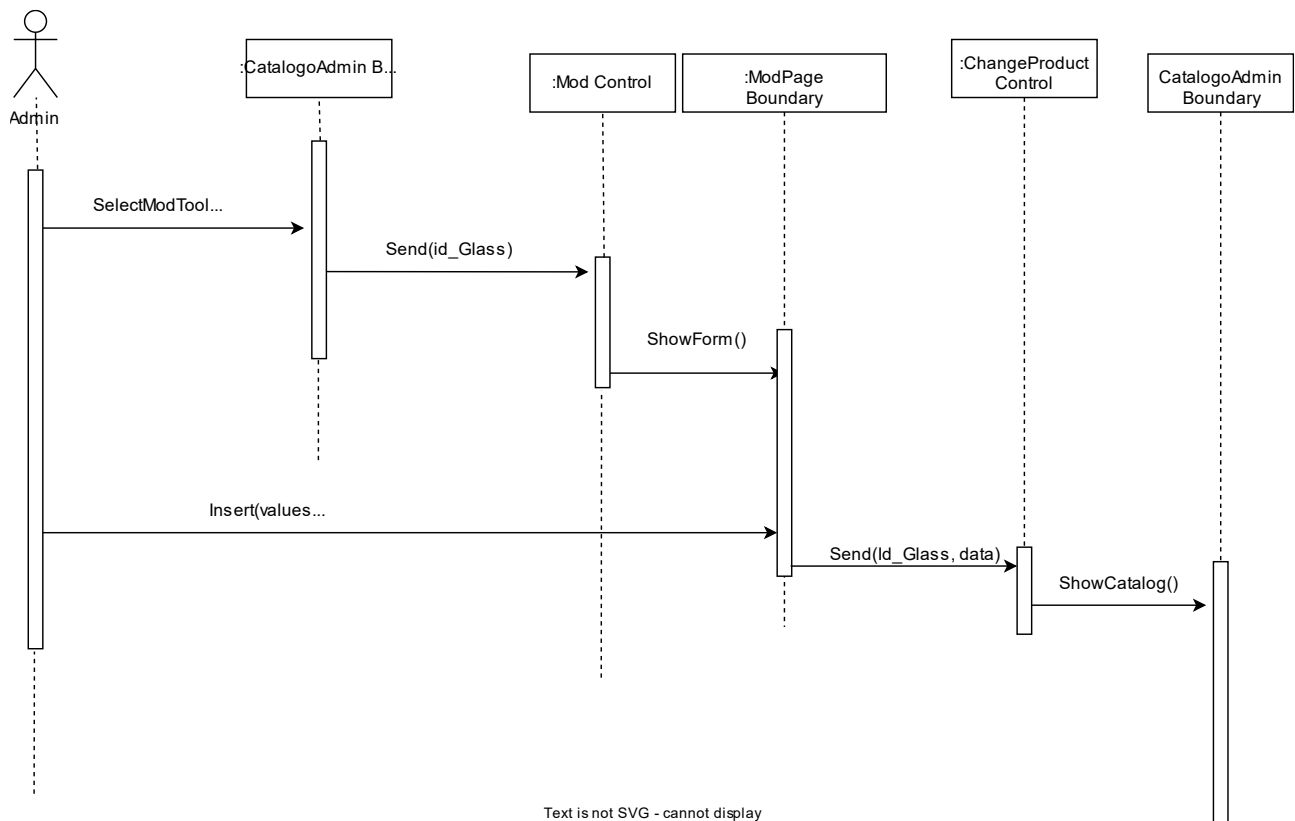 Admin
:CatalogoAdmin B...
:Mod Control
:ModPage
Boundary
:ChangeProduct
Control
CatalogoAdmin
Boundary
SelectModTool...
Send(id_Glass)
ShowForm()
Insert(values...
Send(Id_Glass, data)
ShowCatalog()
Text is not SVG - cannot display